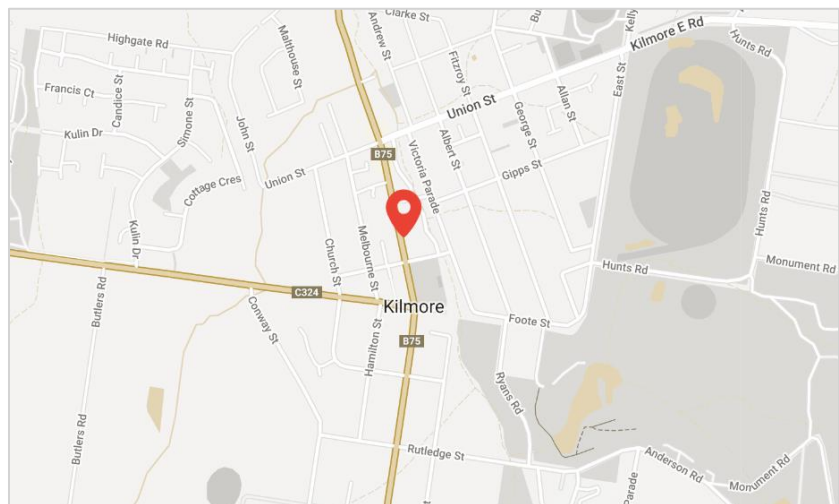 Clarke St
Kelly
Bu
Highgate Rd
Malthouse St
Andrew St
Fitzroy St
Kilmore E Rd
Hunts Rd
Francis Ct
Candice St
Simone St
Union St
George St
Allan St
East St
Kulin Dr
John St
B75
Victoria Parade
Albert St
Gipps St
Cottage Cres
Union St
Kulin Dr
Church St
Melbourne St
Hunts Rd
Hunts Rd
Monument Rd
Butlers Rd
C324
Conway St
Kilmore
Hamilton St
Foote St
B75
Ryans Rd
Butlers Rd
Rutledge St
Anderson Rd
Monument Rd
Parade